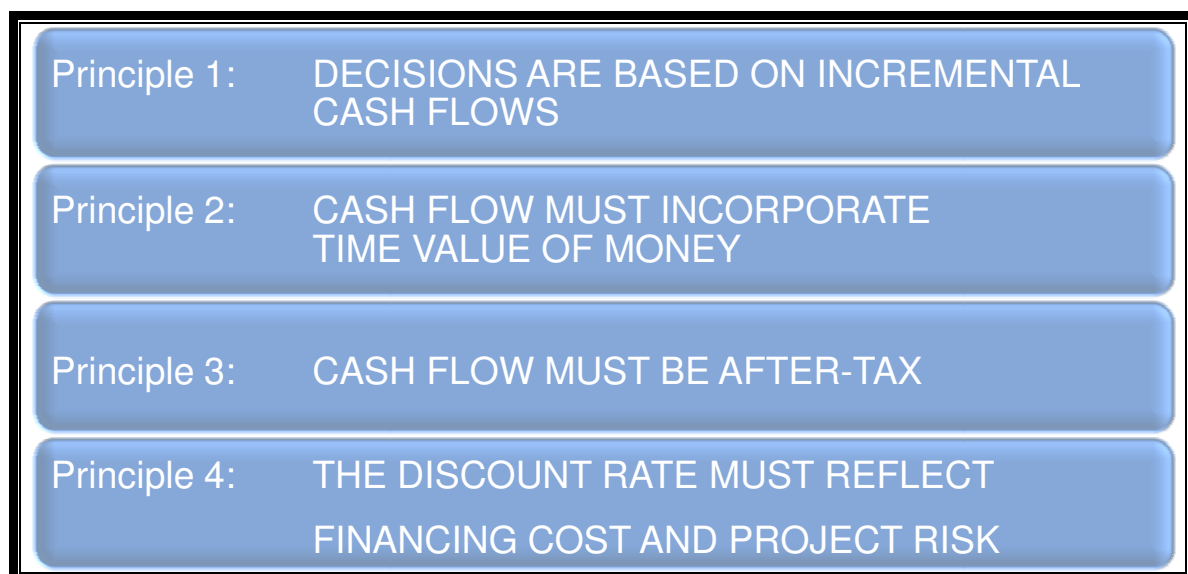 Principle 1: DECISIONS ARE BASED ON INCREMENTAL
CASH FLOWS
Principle 2: CASH FLOW MUST INCORPORATE
TIME VALUE OF MONEY
Principle 3: CASH FLOW MUST BE AFTER-TAX
Principle 4: THE DISCOUNT RATE MUST REFLECT
FINANCING COST AND PROJECT RISK